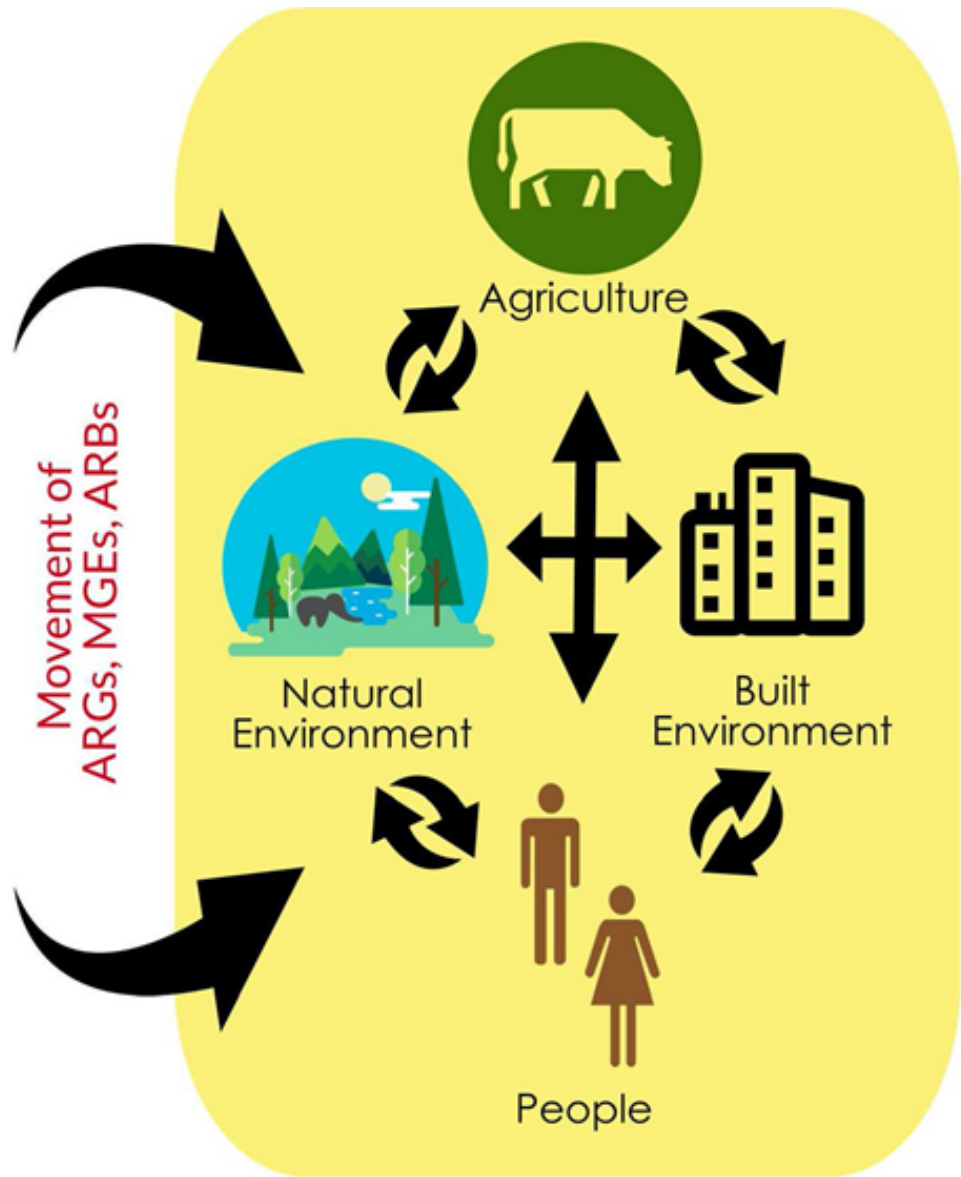 Agriculture
Movement of
ARGs, MGEs, ARBs
Natural
Environment
Built
Environment
People